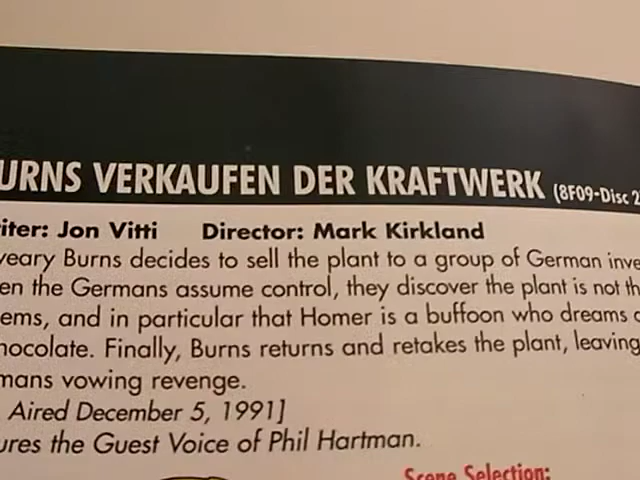 URNS VERKAUFEN DER KRAFTWERK (8F09-Disc 2
iter: Jon Vitti Director: Mark Kirkland
weary Burns decides to sell the plant to a group of German inve
en the Germans assume control, they discover the plant is not th
ems, and in particular that Homer is a buffoon who dreams o
hocolate. Finally, Burns returns and retakes the plant, leaving
mans vowing revenge.
Aired December 5, 1991]
ures the Guest Voice of Phil Hartman.
Scene Selection: